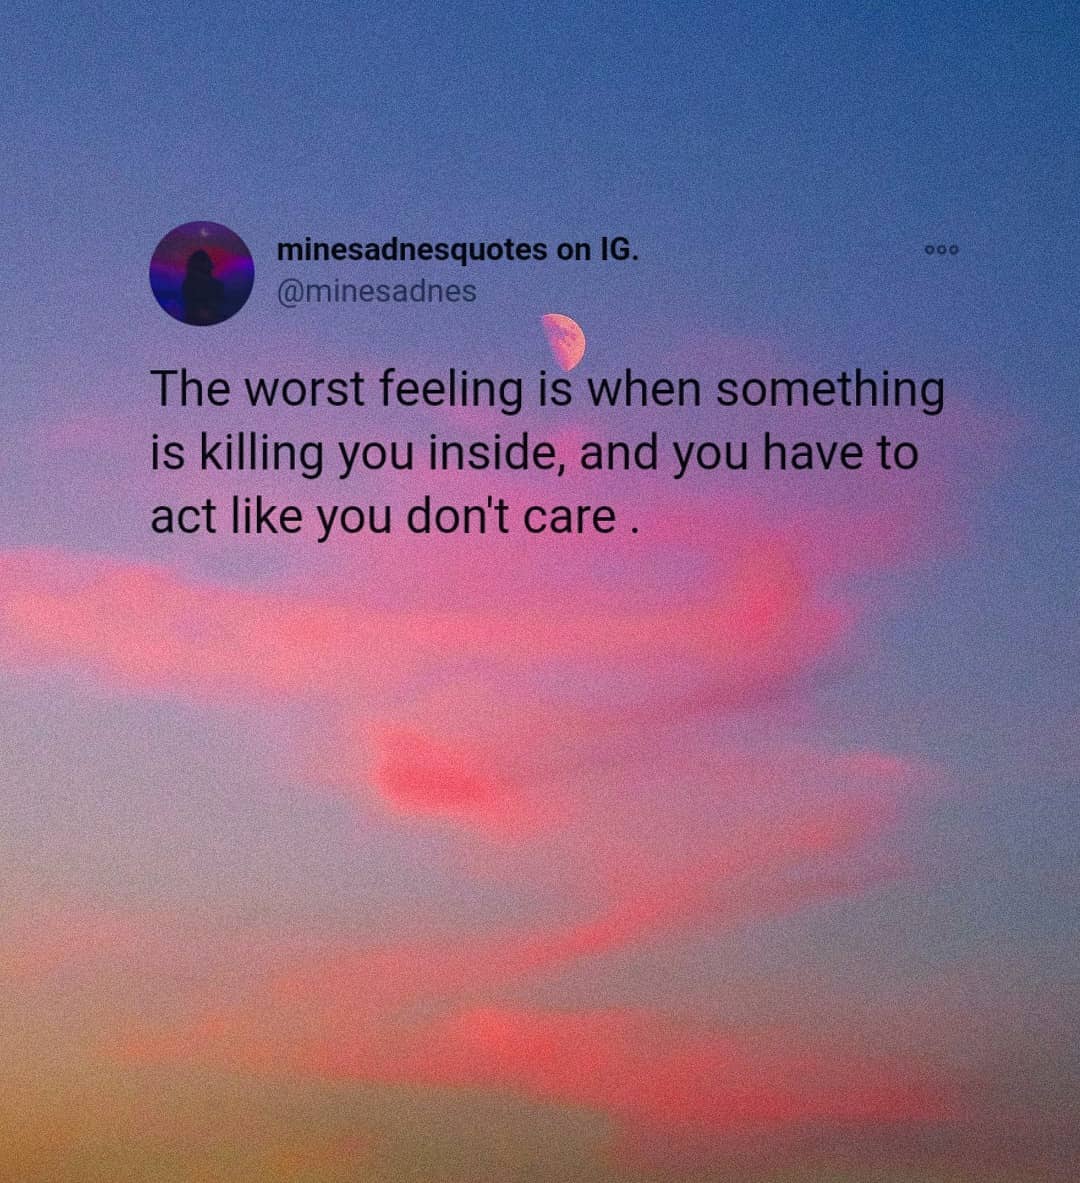 minesadnesquotes on IG.
@minesadnes
The worst feeling is when something
is killing you inside, and you have to
act like you don't care .